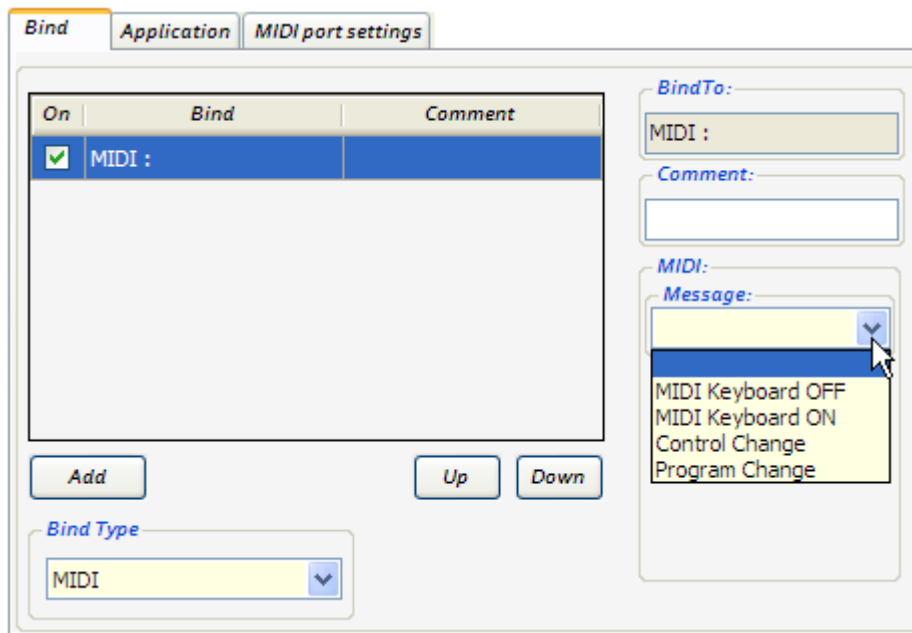 Bind Application MIDI port settings
On Bind Comment
MIDI :
Add Up Down
Bind Type
MIDI
BindTo:
MIDI :
Comment:
MIDI:
Message:
MIDI Keyboard OFF
MIDI Keyboard ON
Control Change
Program Change